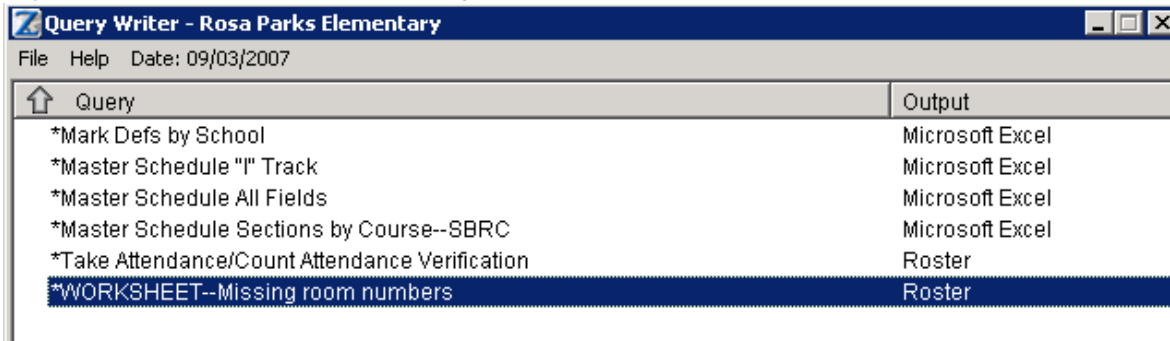 Query Writer - Rosa Parks Elementary
File Help Date: 09/03/2007
Query Output
*Mark Defs by School Microsoft Excel
*Master Schedule "I" Track Microsoft Excel
*Master Schedule All Fields Microsoft Excel
*Master Schedule Sections by Course--SBRC Microsoft Excel
*Take Attendance/Count Attendance Verification Roster
*WORKSHEET--Missing room numbers Roster